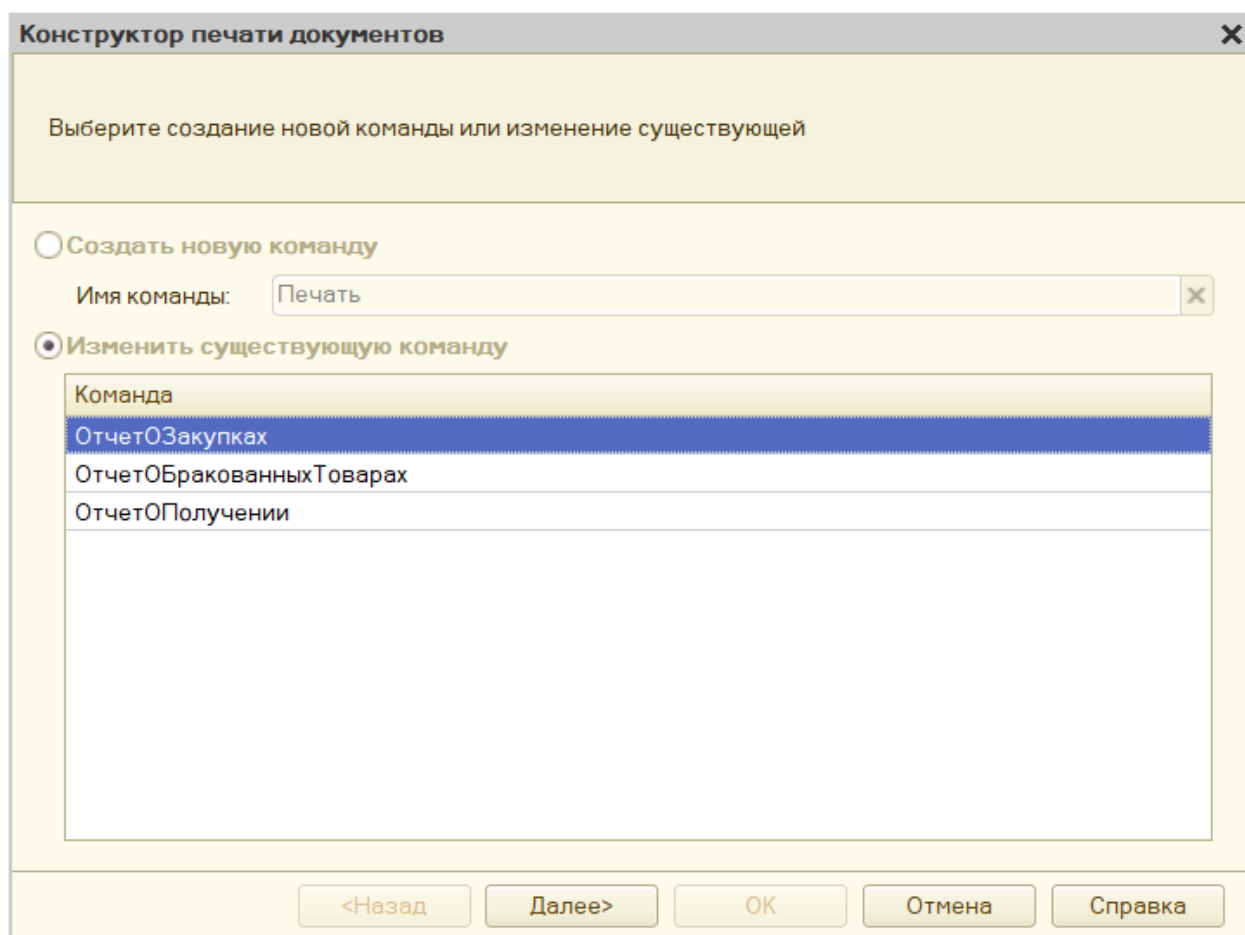 Конструктор печати документов
Выберите создание новой команды или изменение существующей
Создать новую команду
Имя команды: Печать
Изменить существующую команду
Команда
ОтчетОЗакупках
ОтчетОБракованныхТоварах
ОтчетОПолучении
<Назад Далее> OK Отмена Справка